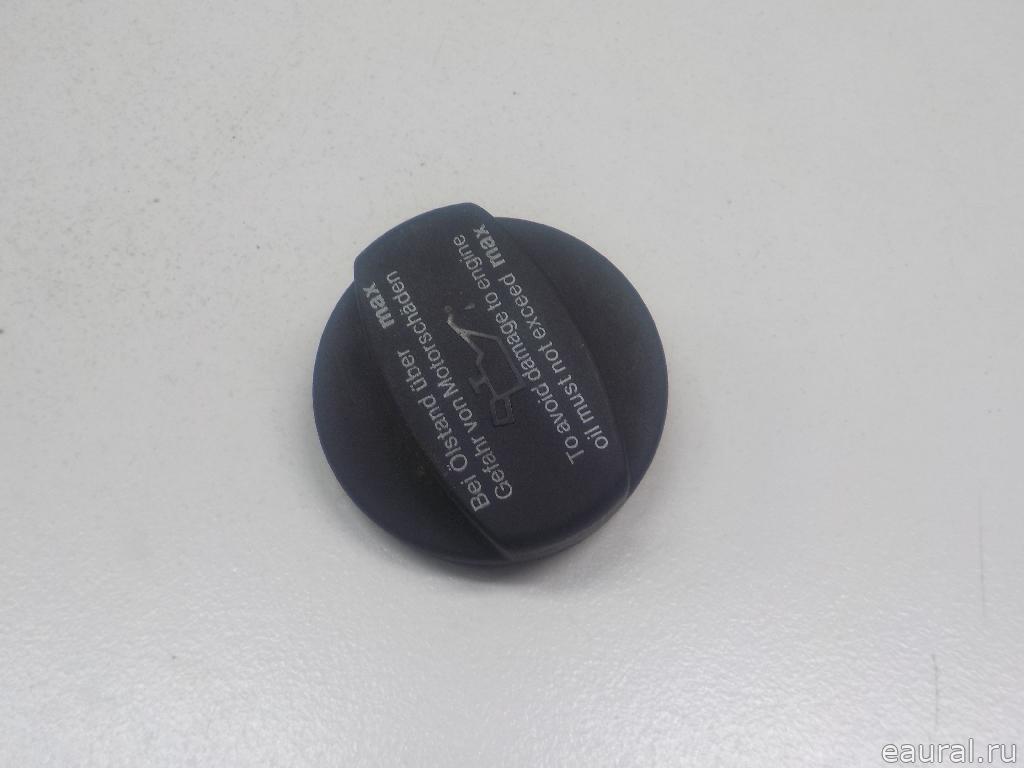 Bei Ölstand über max
Gefahr von Motorschäden
To avoid damage to engine
oil must not exceed max
eaural.ru